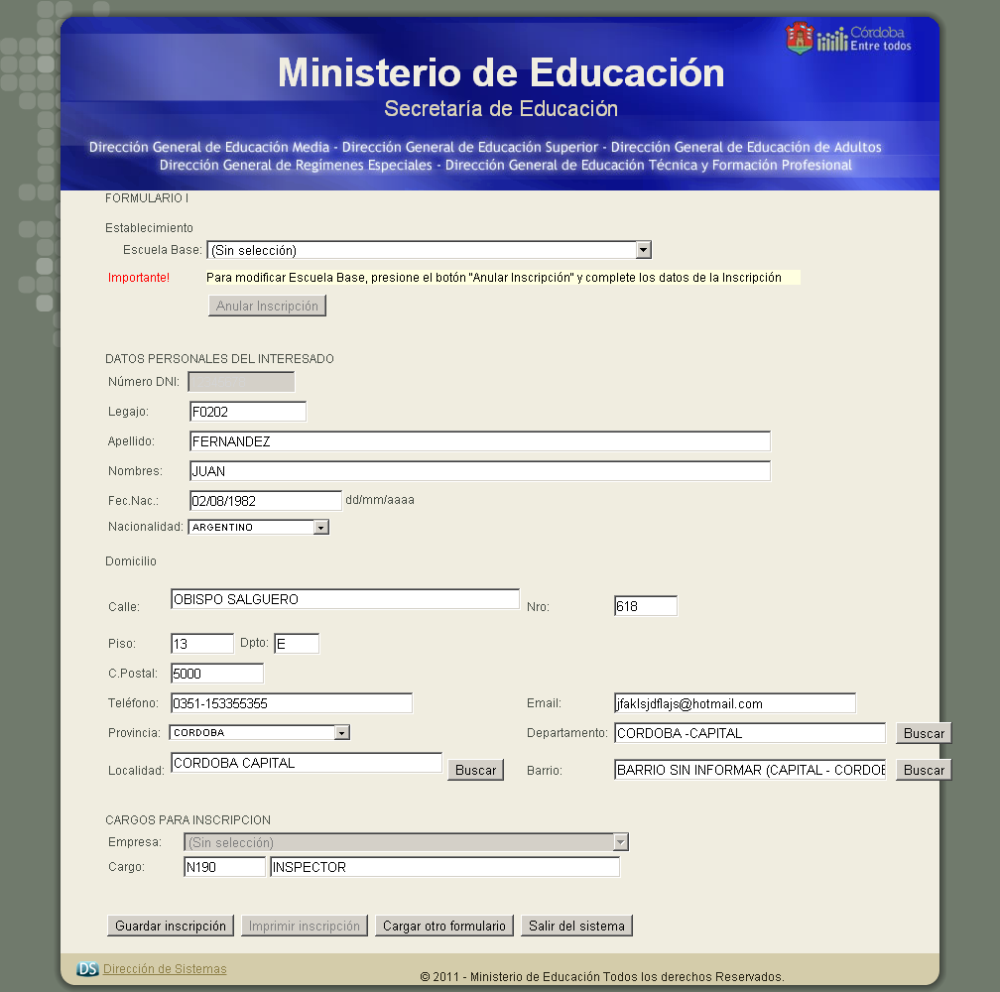 Córdoba
Entre todos
Ministerio de Educación
Secretaría de Educación
Dirección General de Educación Media - Dirección General de Educación Superior - Dirección General de Educación de Adultos
Dirección General de Regímenes Especiales - Dirección General de Educación Técnica y Formación Profesional
FORMULARIO I
Establecimiento
Escuela Base: (Sin selección)
Importante! Para modificar Escuela Base, presione el botón "Anular Inscripción" y complete los datos de la Inscripción
Anular Inscripción
DATOS PERSONALES DEL INTERESADO
Número DNI:
Legajo: F0202
Apellido: FERNANDEZ
Nombres: JUAN
Fec.Nac.: 02/08/1982 dd/mm/aaaa
Nacionalidad: ARGENTINO
Domicilio
Calle: OBISPO SALGUERO Nro: 618
Piso: 13 Dpto: E
C.Postal: 5000
Teléfono: 0351-153355355 Email: jfaklsjdflajs@hotmail.com
Provincia: CORDOBA Departamento: CORDOBA -CAPITAL Buscar
Localidad: CORDOBA CAPITAL Buscar Barrio: BARRIO SIN INFORMAR (CAPITAL - CORDOB Buscar
CARGOS PARA INSCRIPCION
Empresa: (Sin selección)
Cargo: N190 INSPECTOR
Guardar inscripción Imprimir inscripción Cargar otro formulario Salir del sistema
DS Dirección de Sistemas
© 2011 - Ministerio de Educación Todos los derechos Reservados.